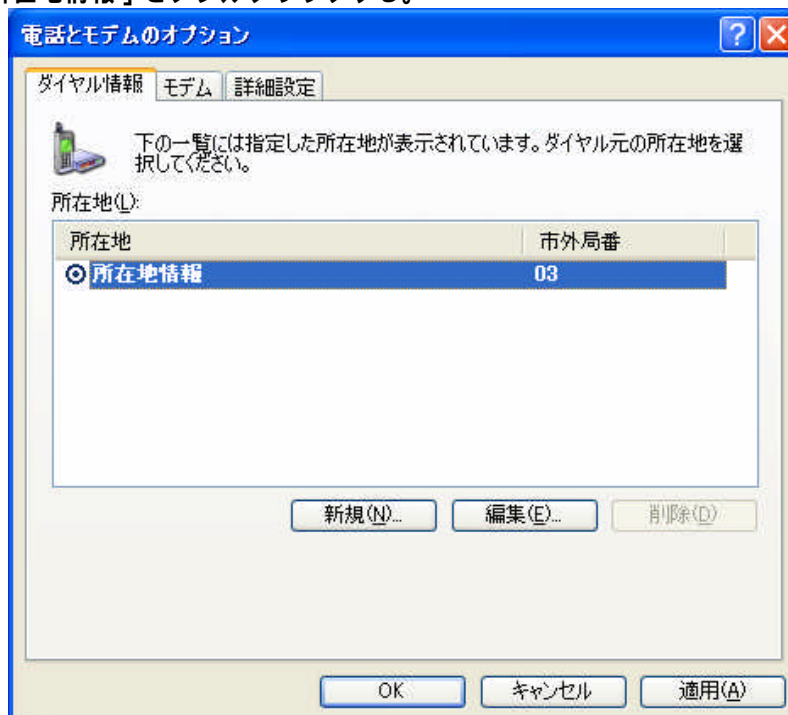 電話とモデムのオプション
ダイヤル情報 モデム 詳細設定
下の一覧には指定した所在地が表示されています。ダイヤル元の所在地を選
択してください。
所在地(L):
所在地 市外局番
所在地情報 03
新規(N)... 編集(E)... 削除(D)
OK キャンセル 適用(A)